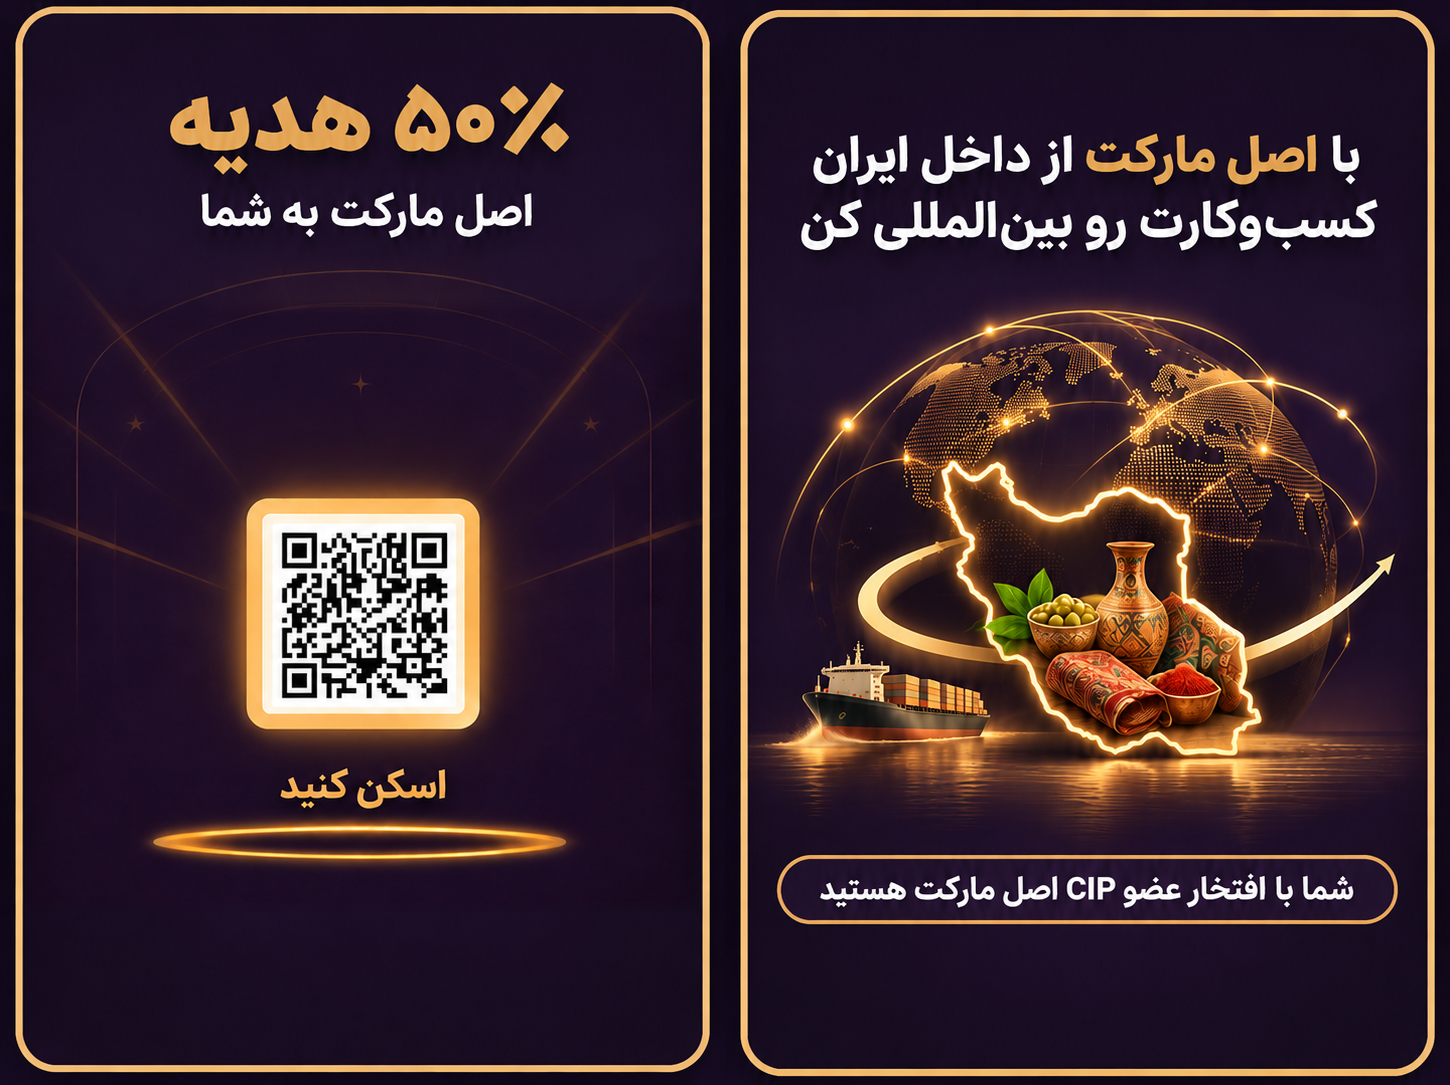 ۵۰٪ هدیه
اصل مارکت به شما
اسکن کنید
با اصل مارکت از داخل ایران
کسب‌وکارت رو بین‌المللی کن
شما با افتخار عضو CIP اصل مارکت هستید